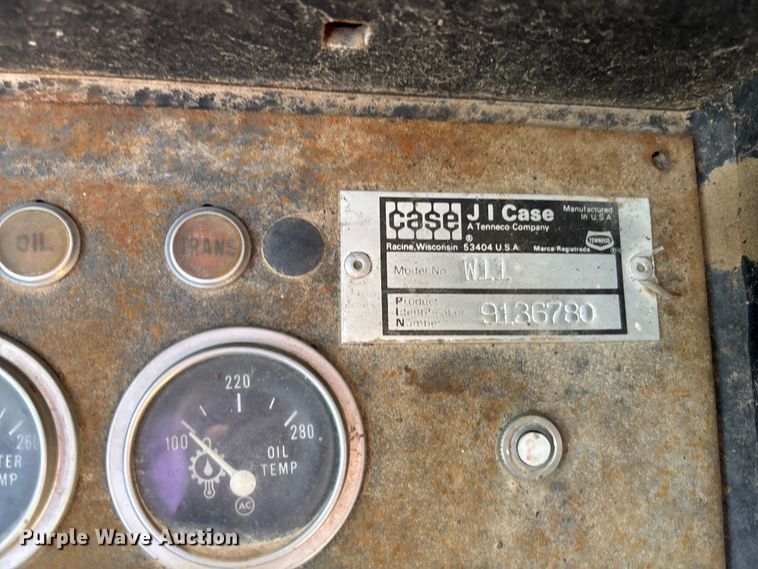 OIL
TRANS
case
J I Case
A Tenneco Company
Manufactured
in U.S.A.
®
Racine, Wisconsin 53404 U.S.A.
Marca Registrada
TENNECO
Model No.
W11
Product
Identification
Number
9136780
220
100
280
OIL
TEMP
AC
260
TER
MP
Purple Wave Auction®